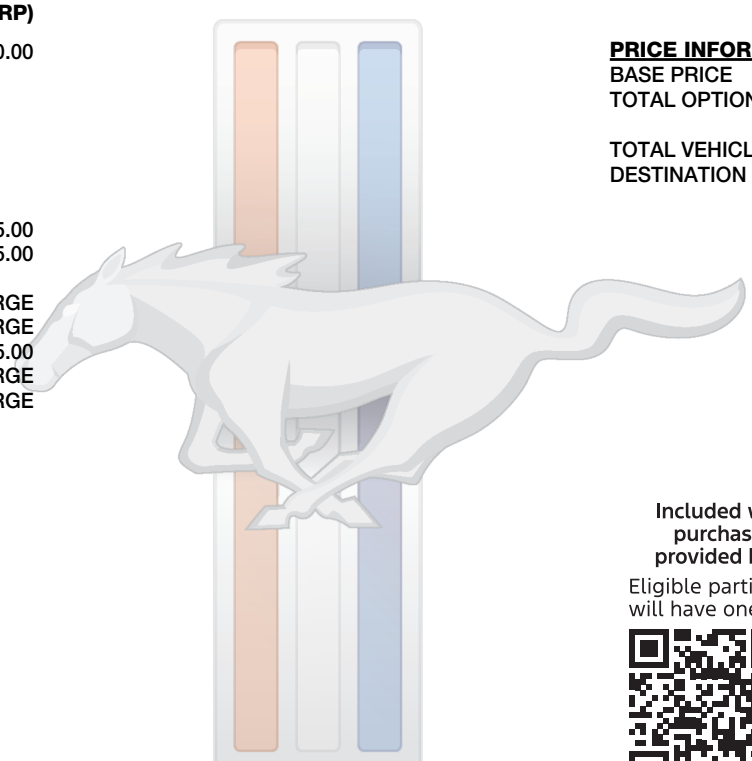 RP)
0.00
5.00
5.00
RGE
RGE
5.00
RGE
RGE
PRICE INFOR
BASE PRICE
TOTAL OPTION
TOTAL VEHICL
DESTINATION
Included w
purchas
provided b
Eligible parti
will have one